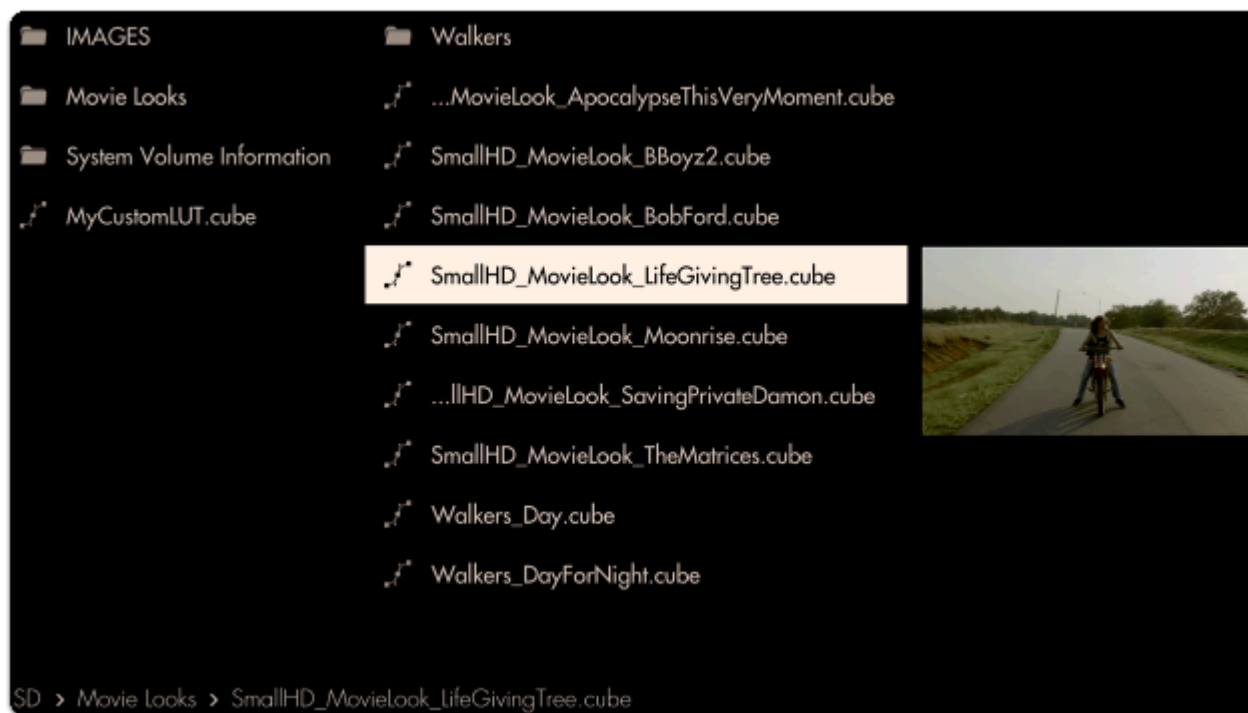 IMAGES
Movie Looks
System Volume Information
MyCustomLUT.cube
Walkers
...MovieLook_ApocalypseThisVeryMoment.cube
SmallHD_MovieLook_BBoyz2.cube
SmallHD_MovieLook_BobFord.cube
SmallHD_MovieLook_LifeGivingTree.cube
SmallHD_MovieLook_Moonrise.cube
...llHD_MovieLook_SavingPrivateDamon.cube
SmallHD_MovieLook_TheMatrices.cube
Walkers_Day.cube
Walkers_DayForNight.cube
SD > Movie Looks > SmallHD_MovieLook_LifeGivingTree.cube